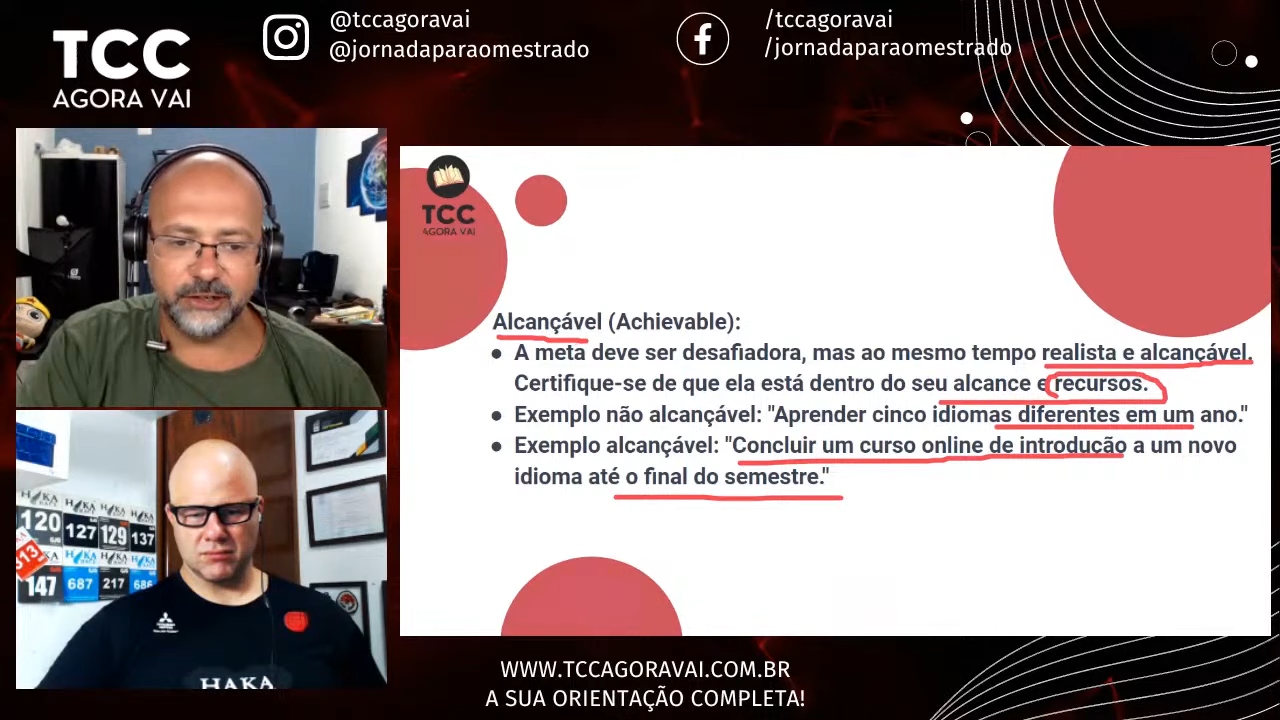 TCC
AGORA VAI
@tccagoravai
@jornadaparaomestrado
/tccagoravai
/jornadaparaomestrado
TCC
AGORA VAI
Alcançável (Achievable):
● A meta deve ser desafiadora, mas ao mesmo tempo realista e alcançável.
Certifique-se de que ela está dentro do seu alcance e recursos.
● Exemplo não alcançável: "Aprender cinco idiomas diferentes em um ano."
● Exemplo alcançável: "Concluir um curso online de introdução a um novo
idioma até o final do semestre."
HAKA
120
127
129
137
313
147
687
217
686
HAKA
WWW.TCCAGORAVAI.COM.BR
A SUA ORIENTAÇÃO COMPLETA!